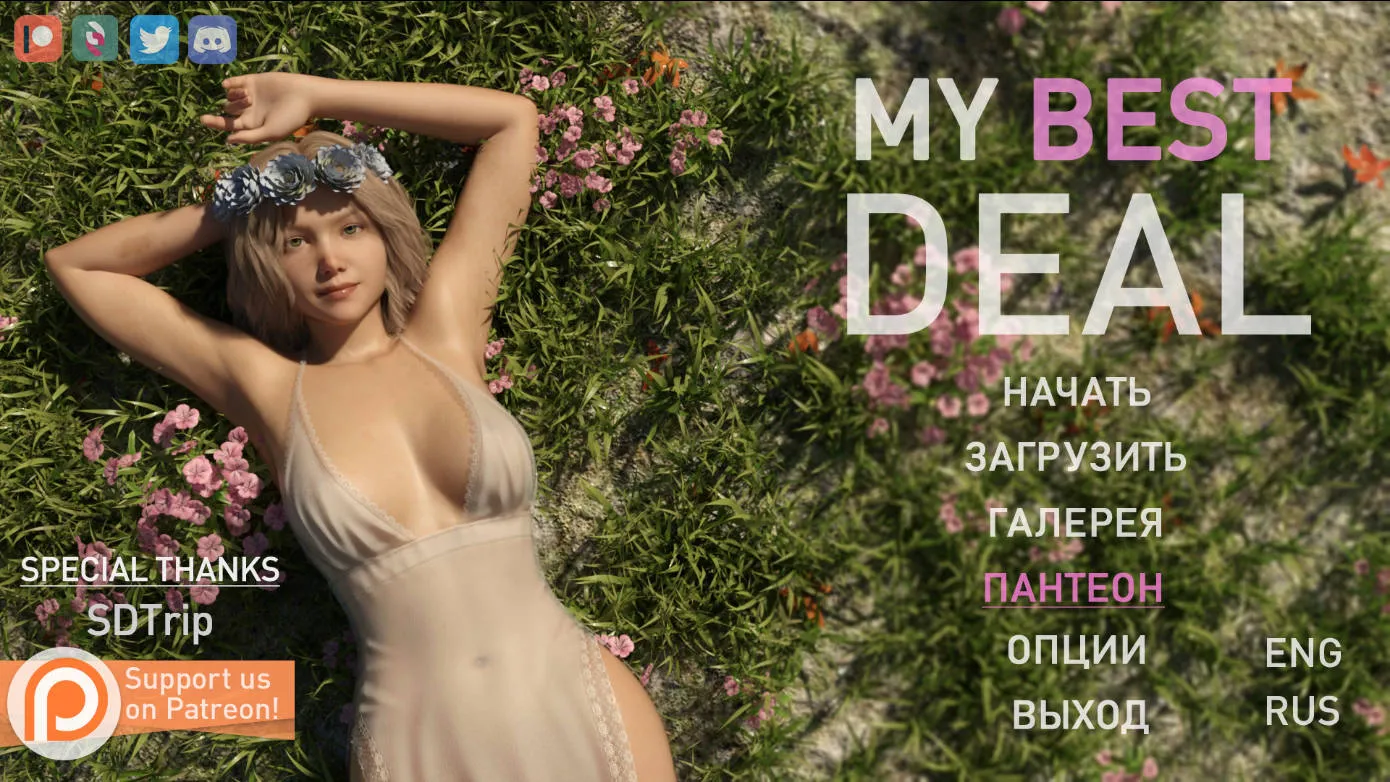 MY BEST
DEAL
НАЧАТЬ
ЗАГРУЗИТЬ
ГАЛЕРЕЯ
ПАНТЕОН
ОПЦИИ
ВЫХОД
ENG
RUS
SPECIAL THANKS
SDTrip
Support us
on Patreon!